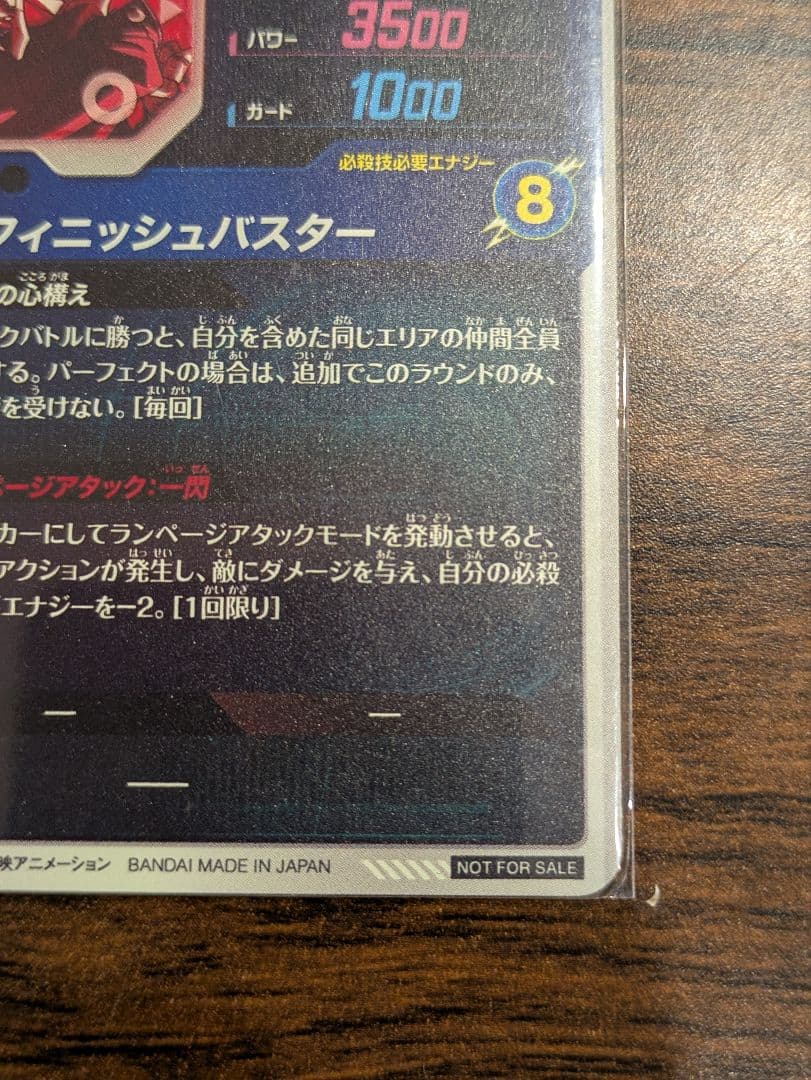 パワー 3500
ガード 1000
必殺技必要エナジー
8
フィニッシュバスター
の心構え
クバトルに勝つと、自分を含めた同じエリアの仲間全員
する。パーフェクトの場合は、追加でこのラウンドのみ、
を受けない。[毎回]
ページアタック:一閃
カーにしてランページアタックモードを発動させると、
アクションが発生し、敵にダメージを与え、自分の必殺
エナジーを-2。[1回限り]
— —
—
映アニメーション BANDAI MADE IN JAPAN NOT FOR SALE